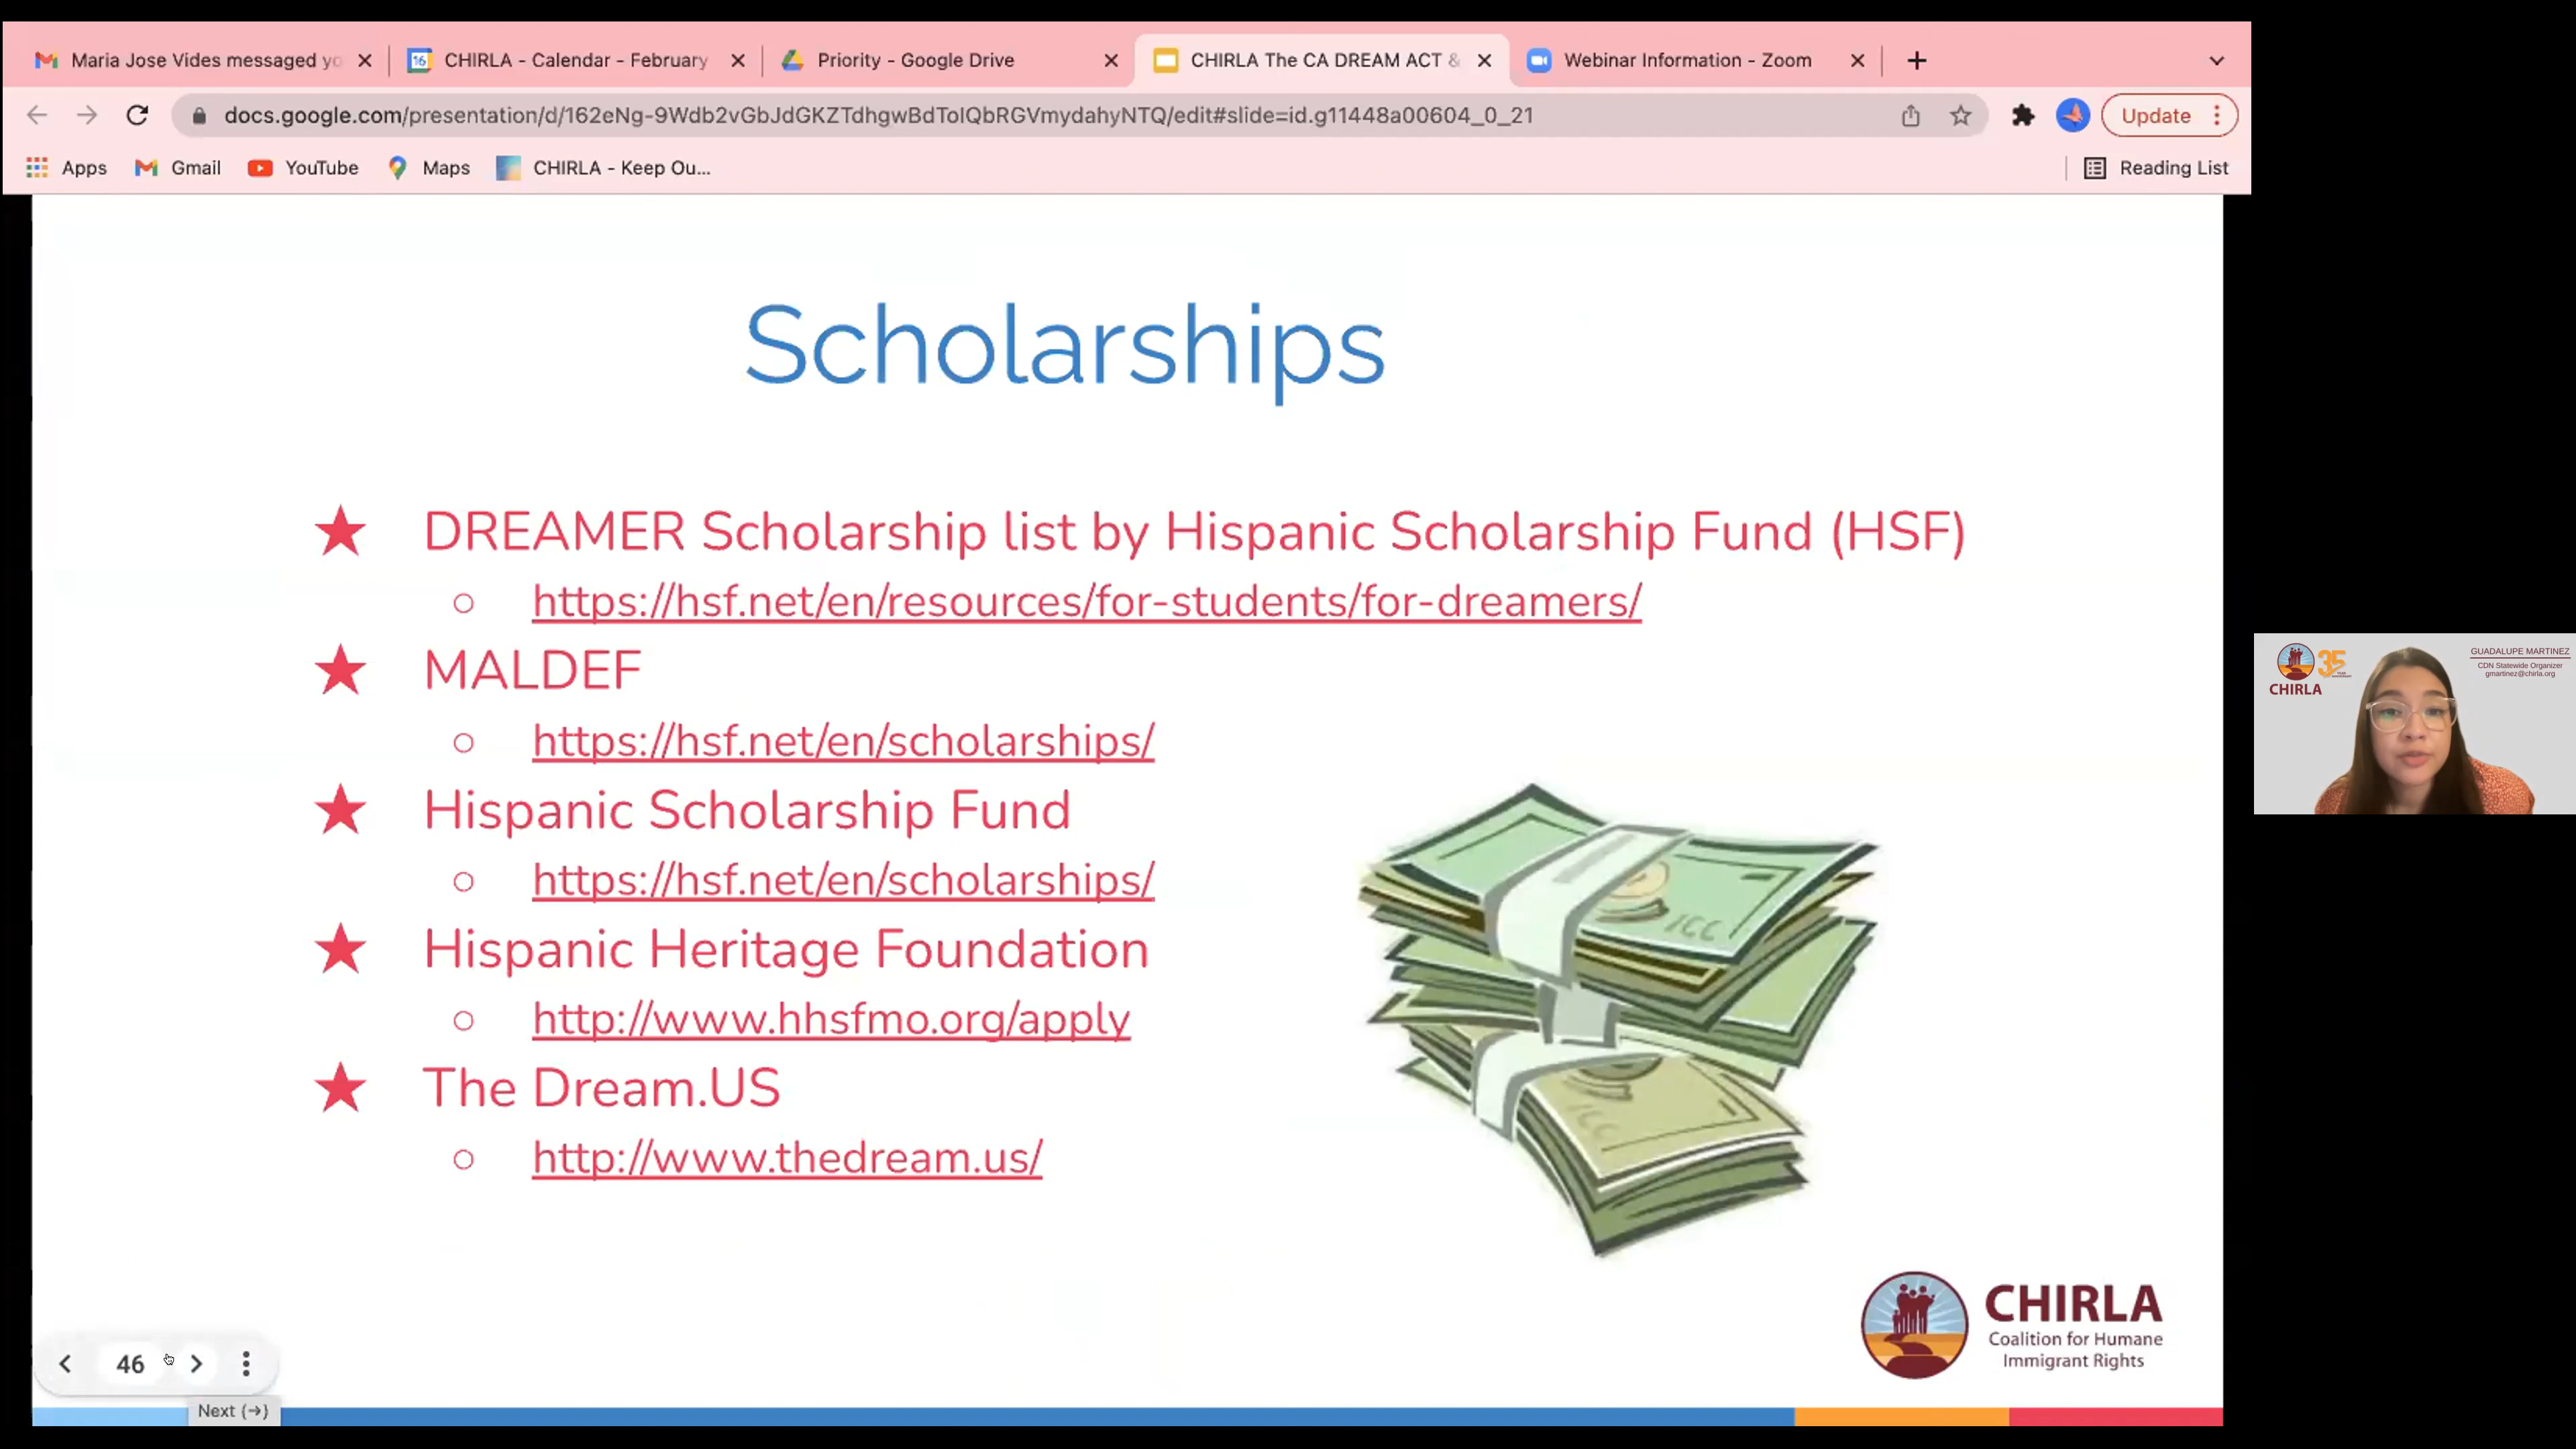 Maria Jose Vides messaged yo
16
CHIRLA - Calendar - February
Priority - Google Drive
CHIRLA The CA DREAM ACT &
Webinar Information - Zoom
docs.google.com/presentation/d/162eNg-9Wdb2vGbJdGKZTdhgwBdToIQbRGVmydahyNTQ/edit#slide=id.g11448a00604_0_21
Update
Apps
Gmail
YouTube
Maps
CHIRLA - Keep Ou...
Reading List
Scholarships
★ DREAMER Scholarship list by Hispanic Scholarship Fund (HSF)
○ https://hsf.net/en/resources/for-students/for-dreamers/
★ MALDEF
○ https://hsf.net/en/scholarships/
★ Hispanic Scholarship Fund
○ https://hsf.net/en/scholarships/
★ Hispanic Heritage Foundation
○ http://www.hhsfmo.org/apply
★ The Dream.US
○ http://www.thedream.us/
CHIRLA
Coalition for Humane
Immigrant Rights
46
Next (→)
35
CHIRLA
GUADALUPE MARTINEZ
CDN Statewide Organizer
gmartinez@chirla.org